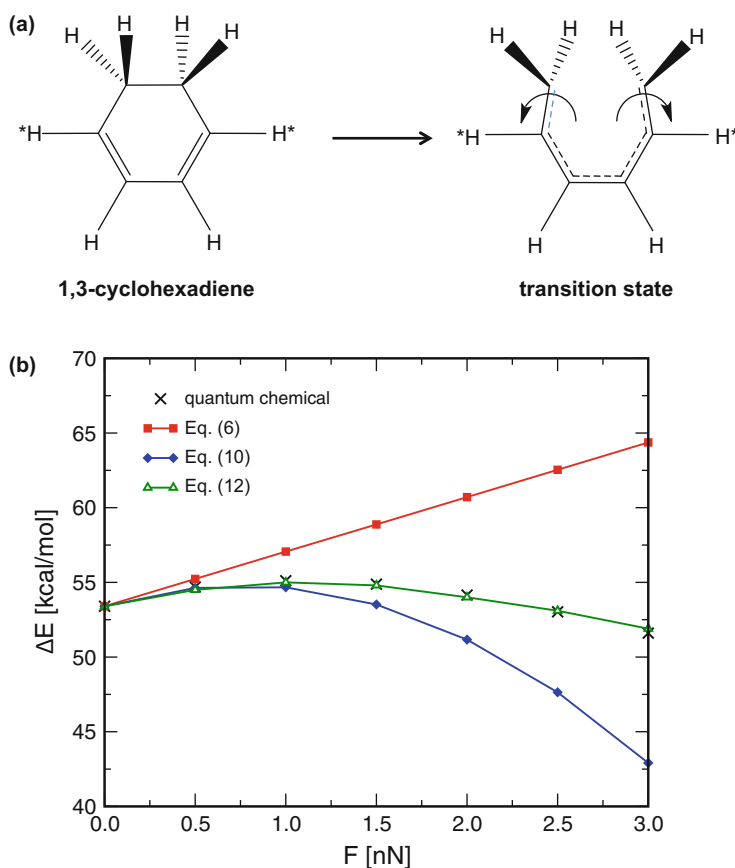 (a)
H H H H
*H H*
H H
1,3-cyclohexadiene
H H H H
*H H*
H H
transition state
(b)
70
65
60
55
50
45
40
ΔE [kcal/mol]
quantum chemical
Eq. (6)
Eq. (10)
Eq. (12)
0.0 0.5 1.0 1.5 2.0 2.5 3.0
F [nN]